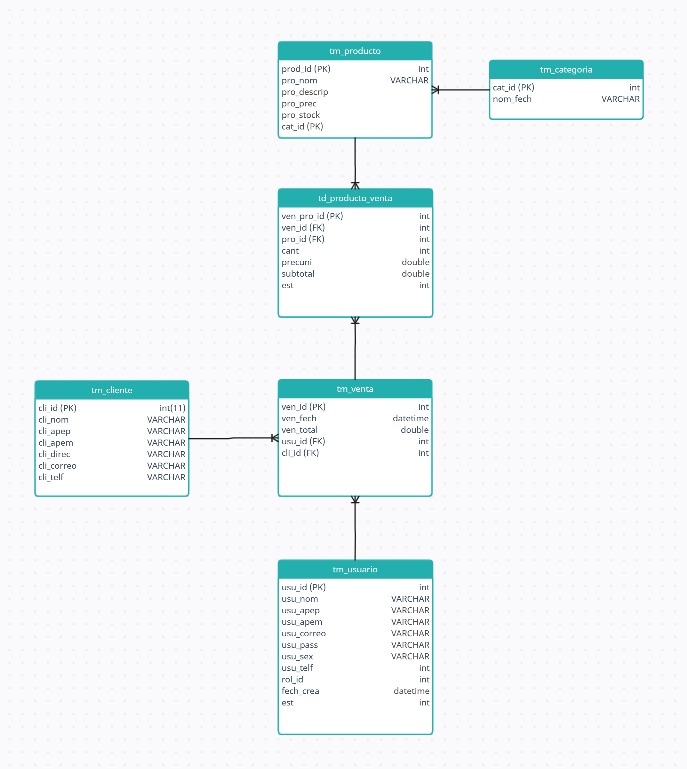 tm_producto
prod_Id (PK) int
pro_nom VARCHAR
pro_descrip
pro_prec
pro_stock
cat_id (PK)
tm_categoria
cat_id (PK) int
nom_fech VARCHAR
td_producto_venta
ven_pro_id (PK) int
ven_id (FK) int
pro_id (FK) int
cant int
precuni double
subtotal double
est int
tm_cliente
cli_id (PK) int(11)
cli_nom VARCHAR
cli_apep VARCHAR
cli_apem VARCHAR
cli_direc VARCHAR
cli_correo VARCHAR
cli_telf VARCHAR
tm_venta
ven_id (PK) int
ven_fech datetime
ven_total double
usu_id (FK) int
cli_Id (FK) int
tm_usuario
usu_id (PK) int
usu_nom VARCHAR
usu_apep VARCHAR
usu_apem VARCHAR
usu_correo VARCHAR
usu_pass VARCHAR
usu_sex VARCHAR
usu_telf int
rol_id int
fech_crea datetime
est int